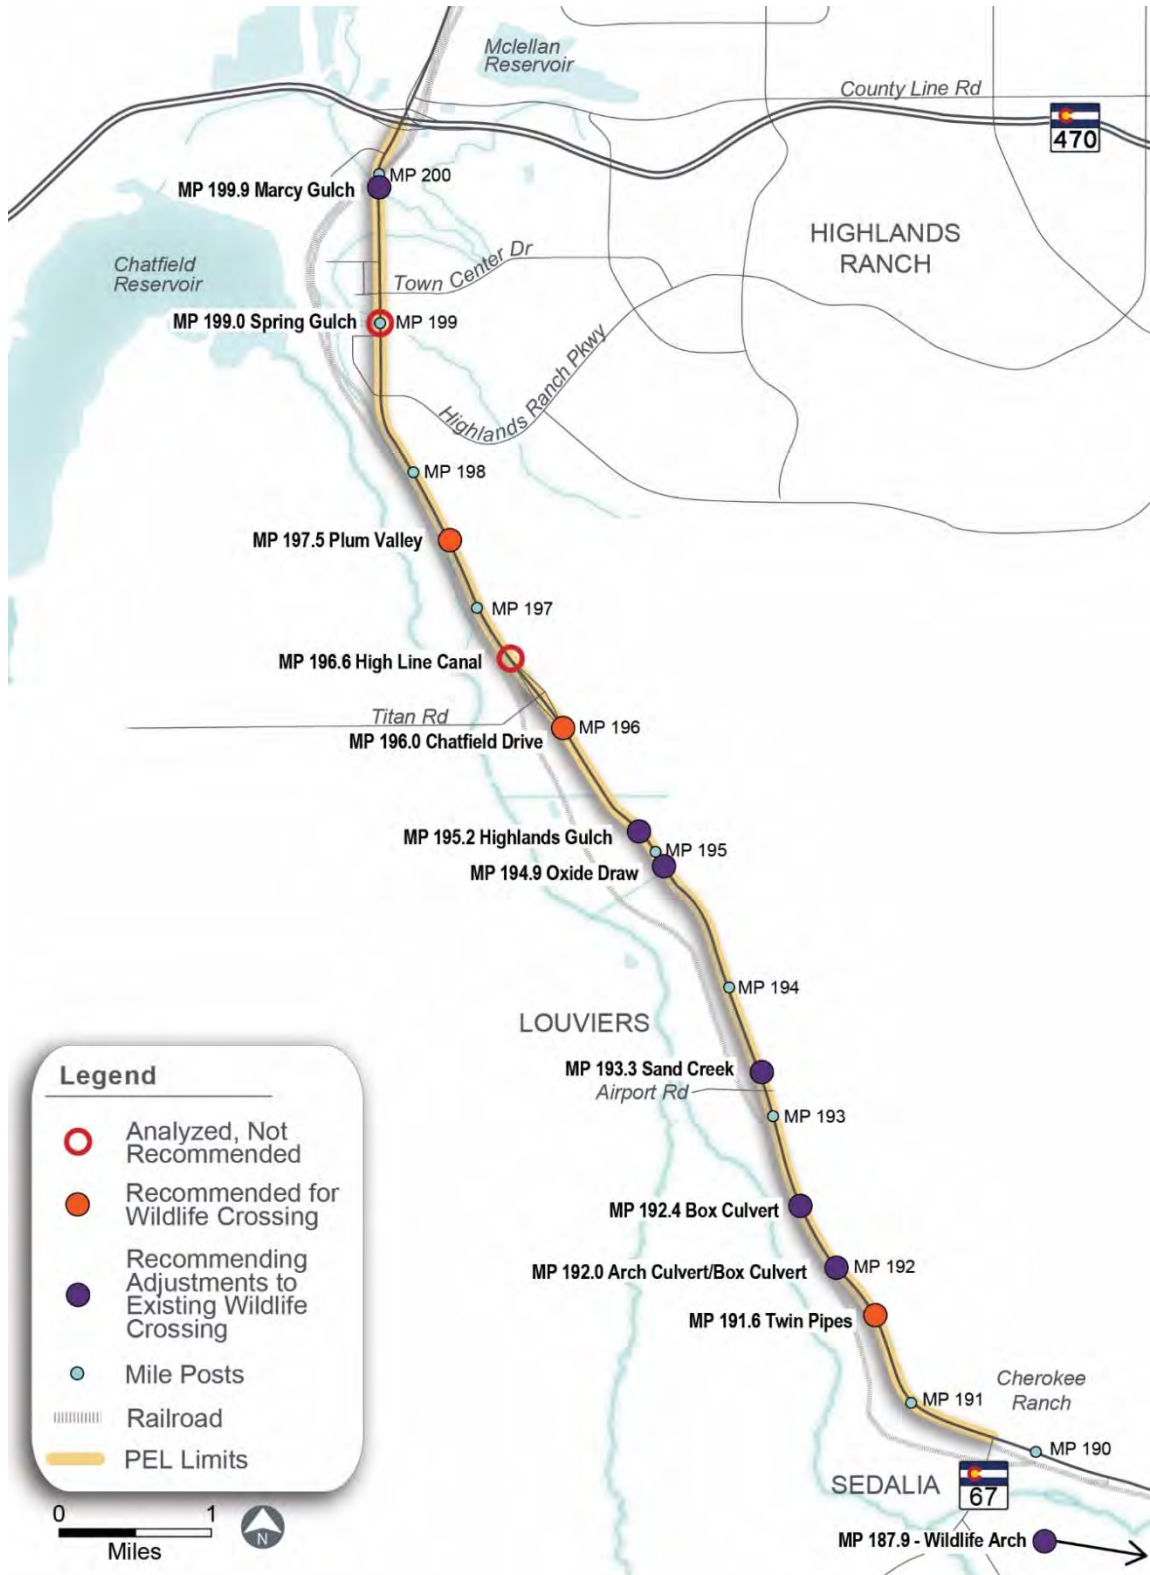 Mclellan
Reservoir
County Line Rd
470
MP 200
MP 199.9 Marcy Gulch
HIGHLANDS
RANCH
Chatfield
Reservoir
Town Center Dr
MP 199.0 Spring Gulch
MP 199
Highlands Ranch Pkwy
MP 198
MP 197.5 Plum Valley
MP 197
MP 196.6 High Line Canal
Titan Rd
MP 196
MP 196.0 Chatfield Drive
MP 195.2 Highlands Gulch
MP 195
MP 194.9 Oxide Draw
MP 194
LOUVIERS
MP 193.3 Sand Creek
Airport Rd
MP 193
MP 192.4 Box Culvert
MP 192
MP 192.0 Arch Culvert/Box Culvert
MP 191.6 Twin Pipes
Cherokee
Ranch
MP 191
MP 190
SEDALIA
67
MP 187.9 - Wildlife Arch
Legend
Analyzed, Not
Recommended
Recommended for
Wildlife Crossing
Recommending
Adjustments to
Existing Wildlife
Crossing
Mile Posts
Railroad
PEL Limits
0 1
Miles
N